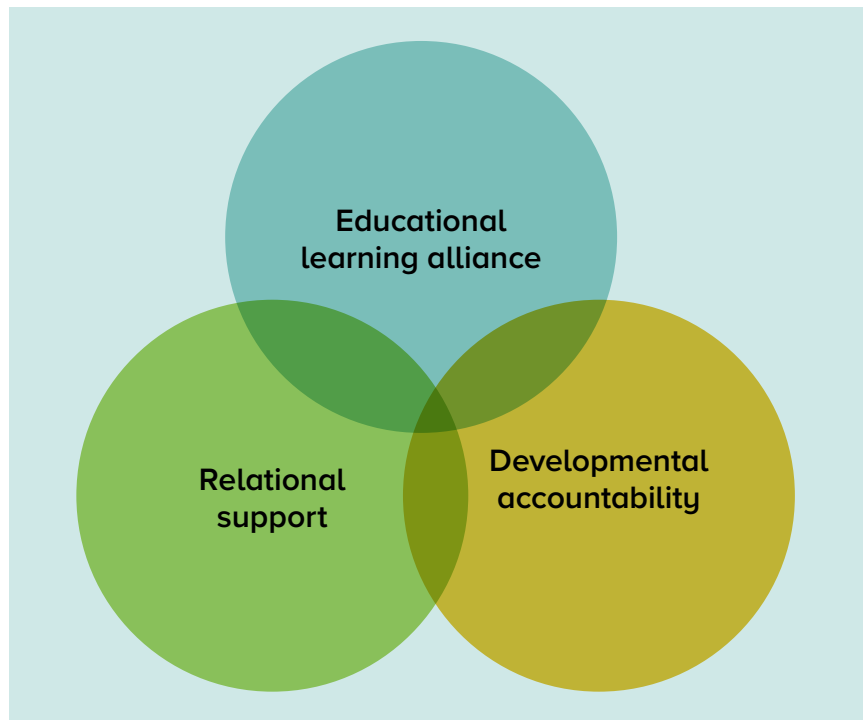 Educational
learning alliance
Relational
support
Developmental
accountability